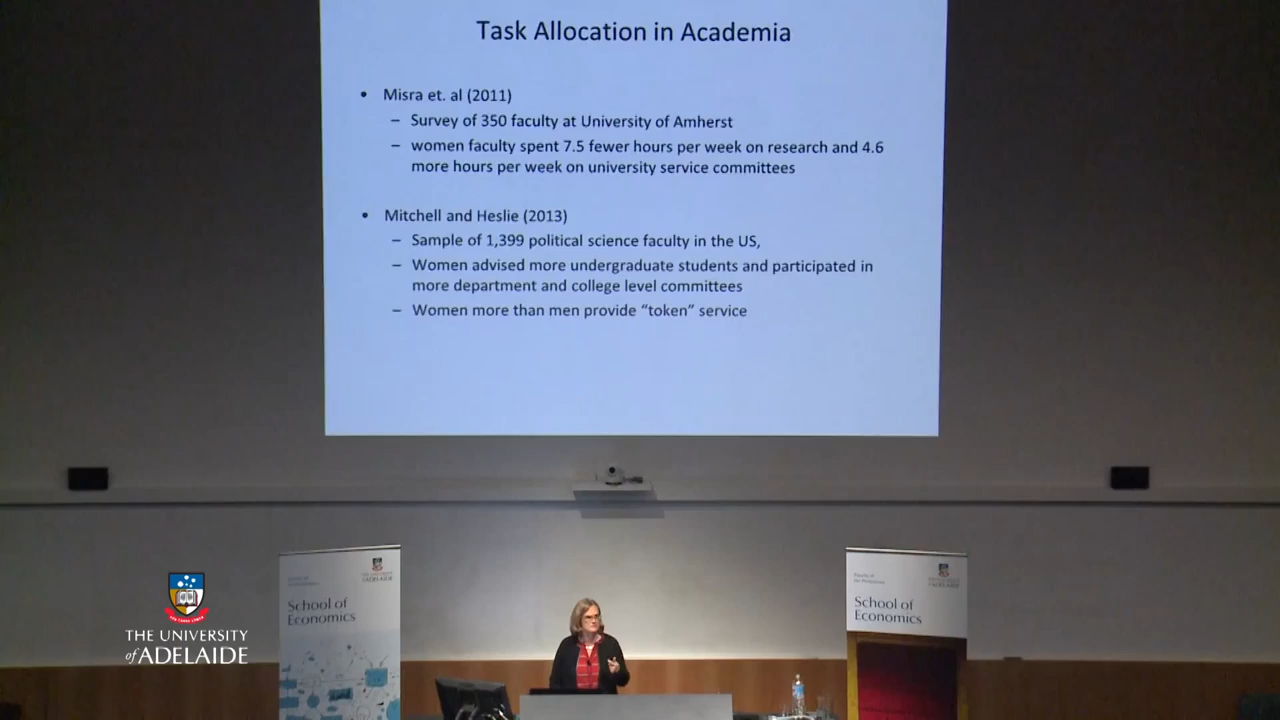 Task Allocation in Academia
• Misra et. al (2011)
– Survey of 350 faculty at University of Amherst
– women faculty spent 7.5 fewer hours per week on research and 4.6
more hours per week on university service committees
• Mitchell and Heslie (2013)
– Sample of 1,399 political science faculty in the US,
– Women advised more undergraduate students and participated in
more department and college level committees
– Women more than men provide “token” service
THE UNIVERSITY
of ADELAIDE
School of
Economics
School of
Economics